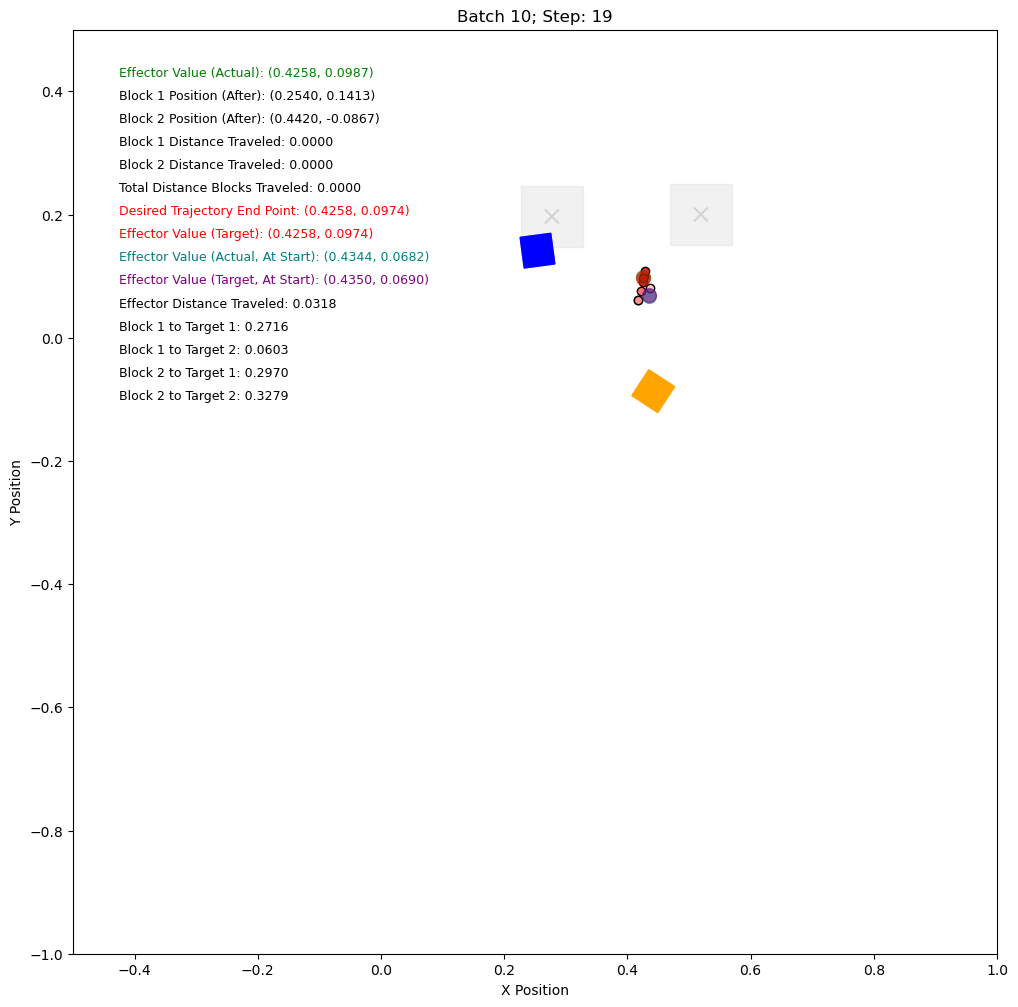 Batch 10; Step: 19
Effector Value (Actual): (0.4258, 0.0987)
Block 1 Position (After): (0.2540, 0.1413)
Block 2 Position (After): (0.4420, -0.0867)
Block 1 Distance Traveled: 0.0000
Block 2 Distance Traveled: 0.0000
Total Distance Blocks Traveled: 0.0000
Desired Trajectory End Point: (0.4258, 0.0974)
Effector Value (Target): (0.4258, 0.0974)
Effector Value (Actual, At Start): (0.4344, 0.0682)
Effector Value (Target, At Start): (0.4350, 0.0690)
Effector Distance Traveled: 0.0318
Block 1 to Target 1: 0.2716
Block 1 to Target 2: 0.0603
Block 2 to Target 1: 0.2970
Block 2 to Target 2: 0.3279
0.4
0.2
0.0
−0.2
−0.4
−0.6
−0.8
−1.0
Y Position
−0.4 −0.2 0.0 0.2 0.4 0.6 0.8 1.0
X Position